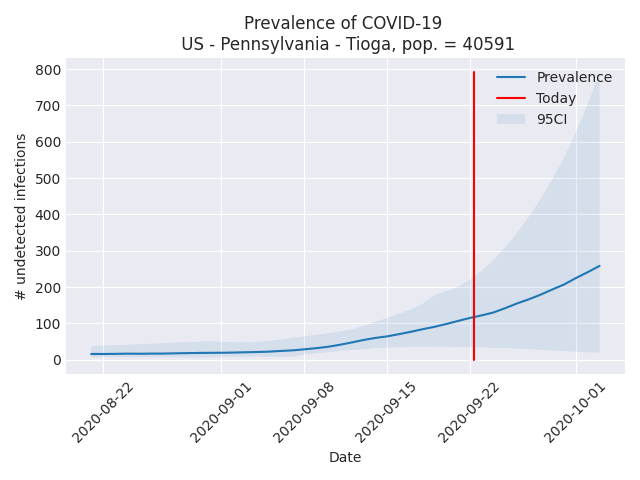 Prevalence of COVID-19
US - Pennsylvania - Tioga, pop. = 40591
800
700
600
500
400
300
200
100
0
# undetected infections
Prevalence
Today
95CI
2020-08-22
2020-09-01
2020-09-08
2020-09-15
2020-09-22
2020-10-01
Date